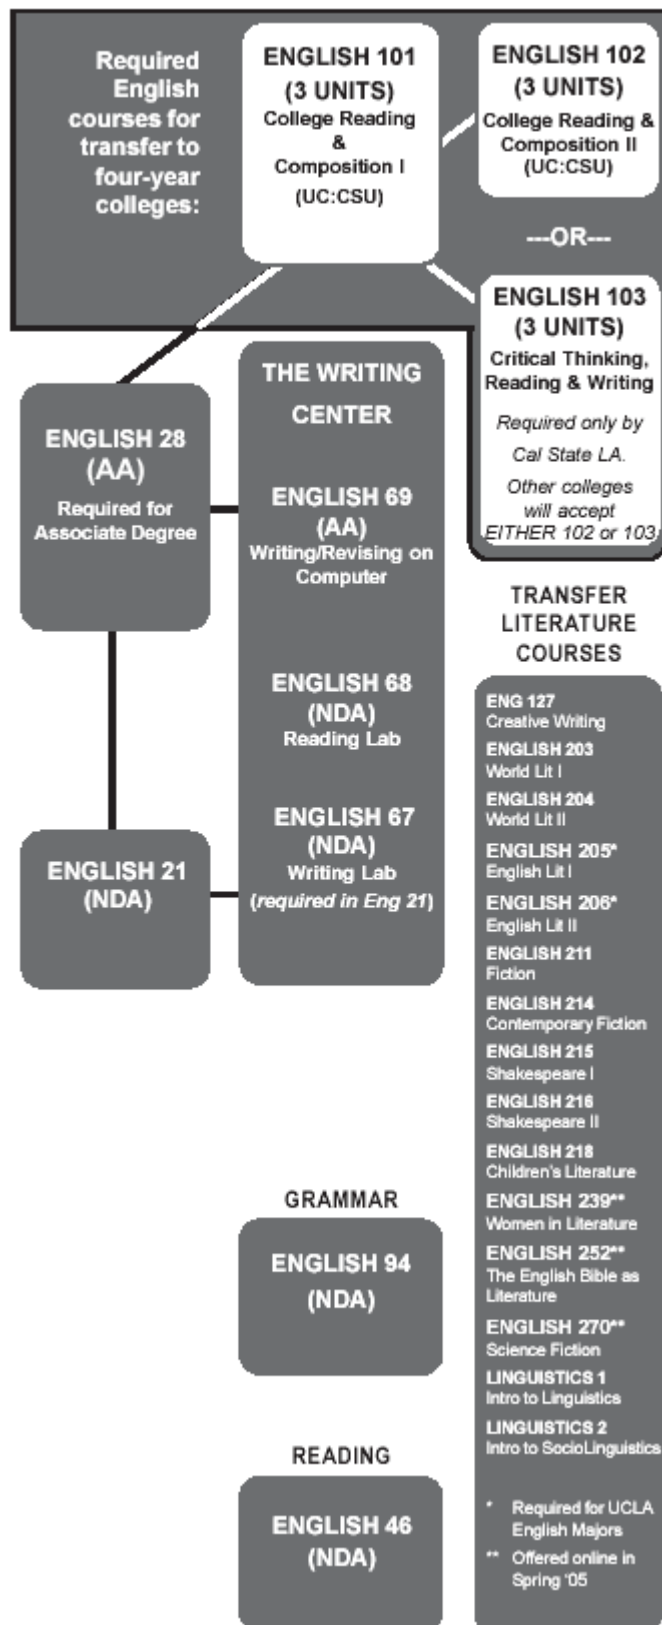 Required
English
courses for
transfer to
four-year
colleges:
ENGLISH 101
(3 UNITS)
College Reading
&
Composition I
(UC:CSU)
ENGLISH 102
(3 UNITS)
College Reading &
Composition II
(UC:CSU)
---OR---
ENGLISH 103
(3 UNITS)
Critical Thinking,
Reading & Writing
Required only by
Cal State LA.
Other colleges
will accept
EITHER 102 or 103
ENGLISH 28
(AA)
Required for
Associate Degree
ENGLISH 21
(NDA)
THE WRITING
CENTER
ENGLISH 69
(AA)
Writing/Revising on
Computer
ENGLISH 68
(NDA)
Reading Lab
ENGLISH 67
(NDA)
Writing Lab
(required in Eng 21)
GRAMMAR
ENGLISH 94
(NDA)
READING
ENGLISH 46
(NDA)
TRANSFER
LITERATURE
COURSES
ENG 127
Creative Writing
ENGLISH 203
World Lit I
ENGLISH 204
World Lit II
ENGLISH 205*
English Lit I
ENGLISH 206*
English Lit II
ENGLISH 211
Fiction
ENGLISH 214
Contemporary Fiction
ENGLISH 215
Shakespeare I
ENGLISH 216
Shakespeare II
ENGLISH 218
Children's Literature
ENGLISH 239**
Women in Literature
ENGLISH 252**
The English Bible as
Literature
ENGLISH 270**
Science Fiction
LINGUISTICS 1
Intro to Linguistics
LINGUISTICS 2
Intro to SocioLinguistics
* Required for UCLA
English Majors
** Offered online in
Spring '05